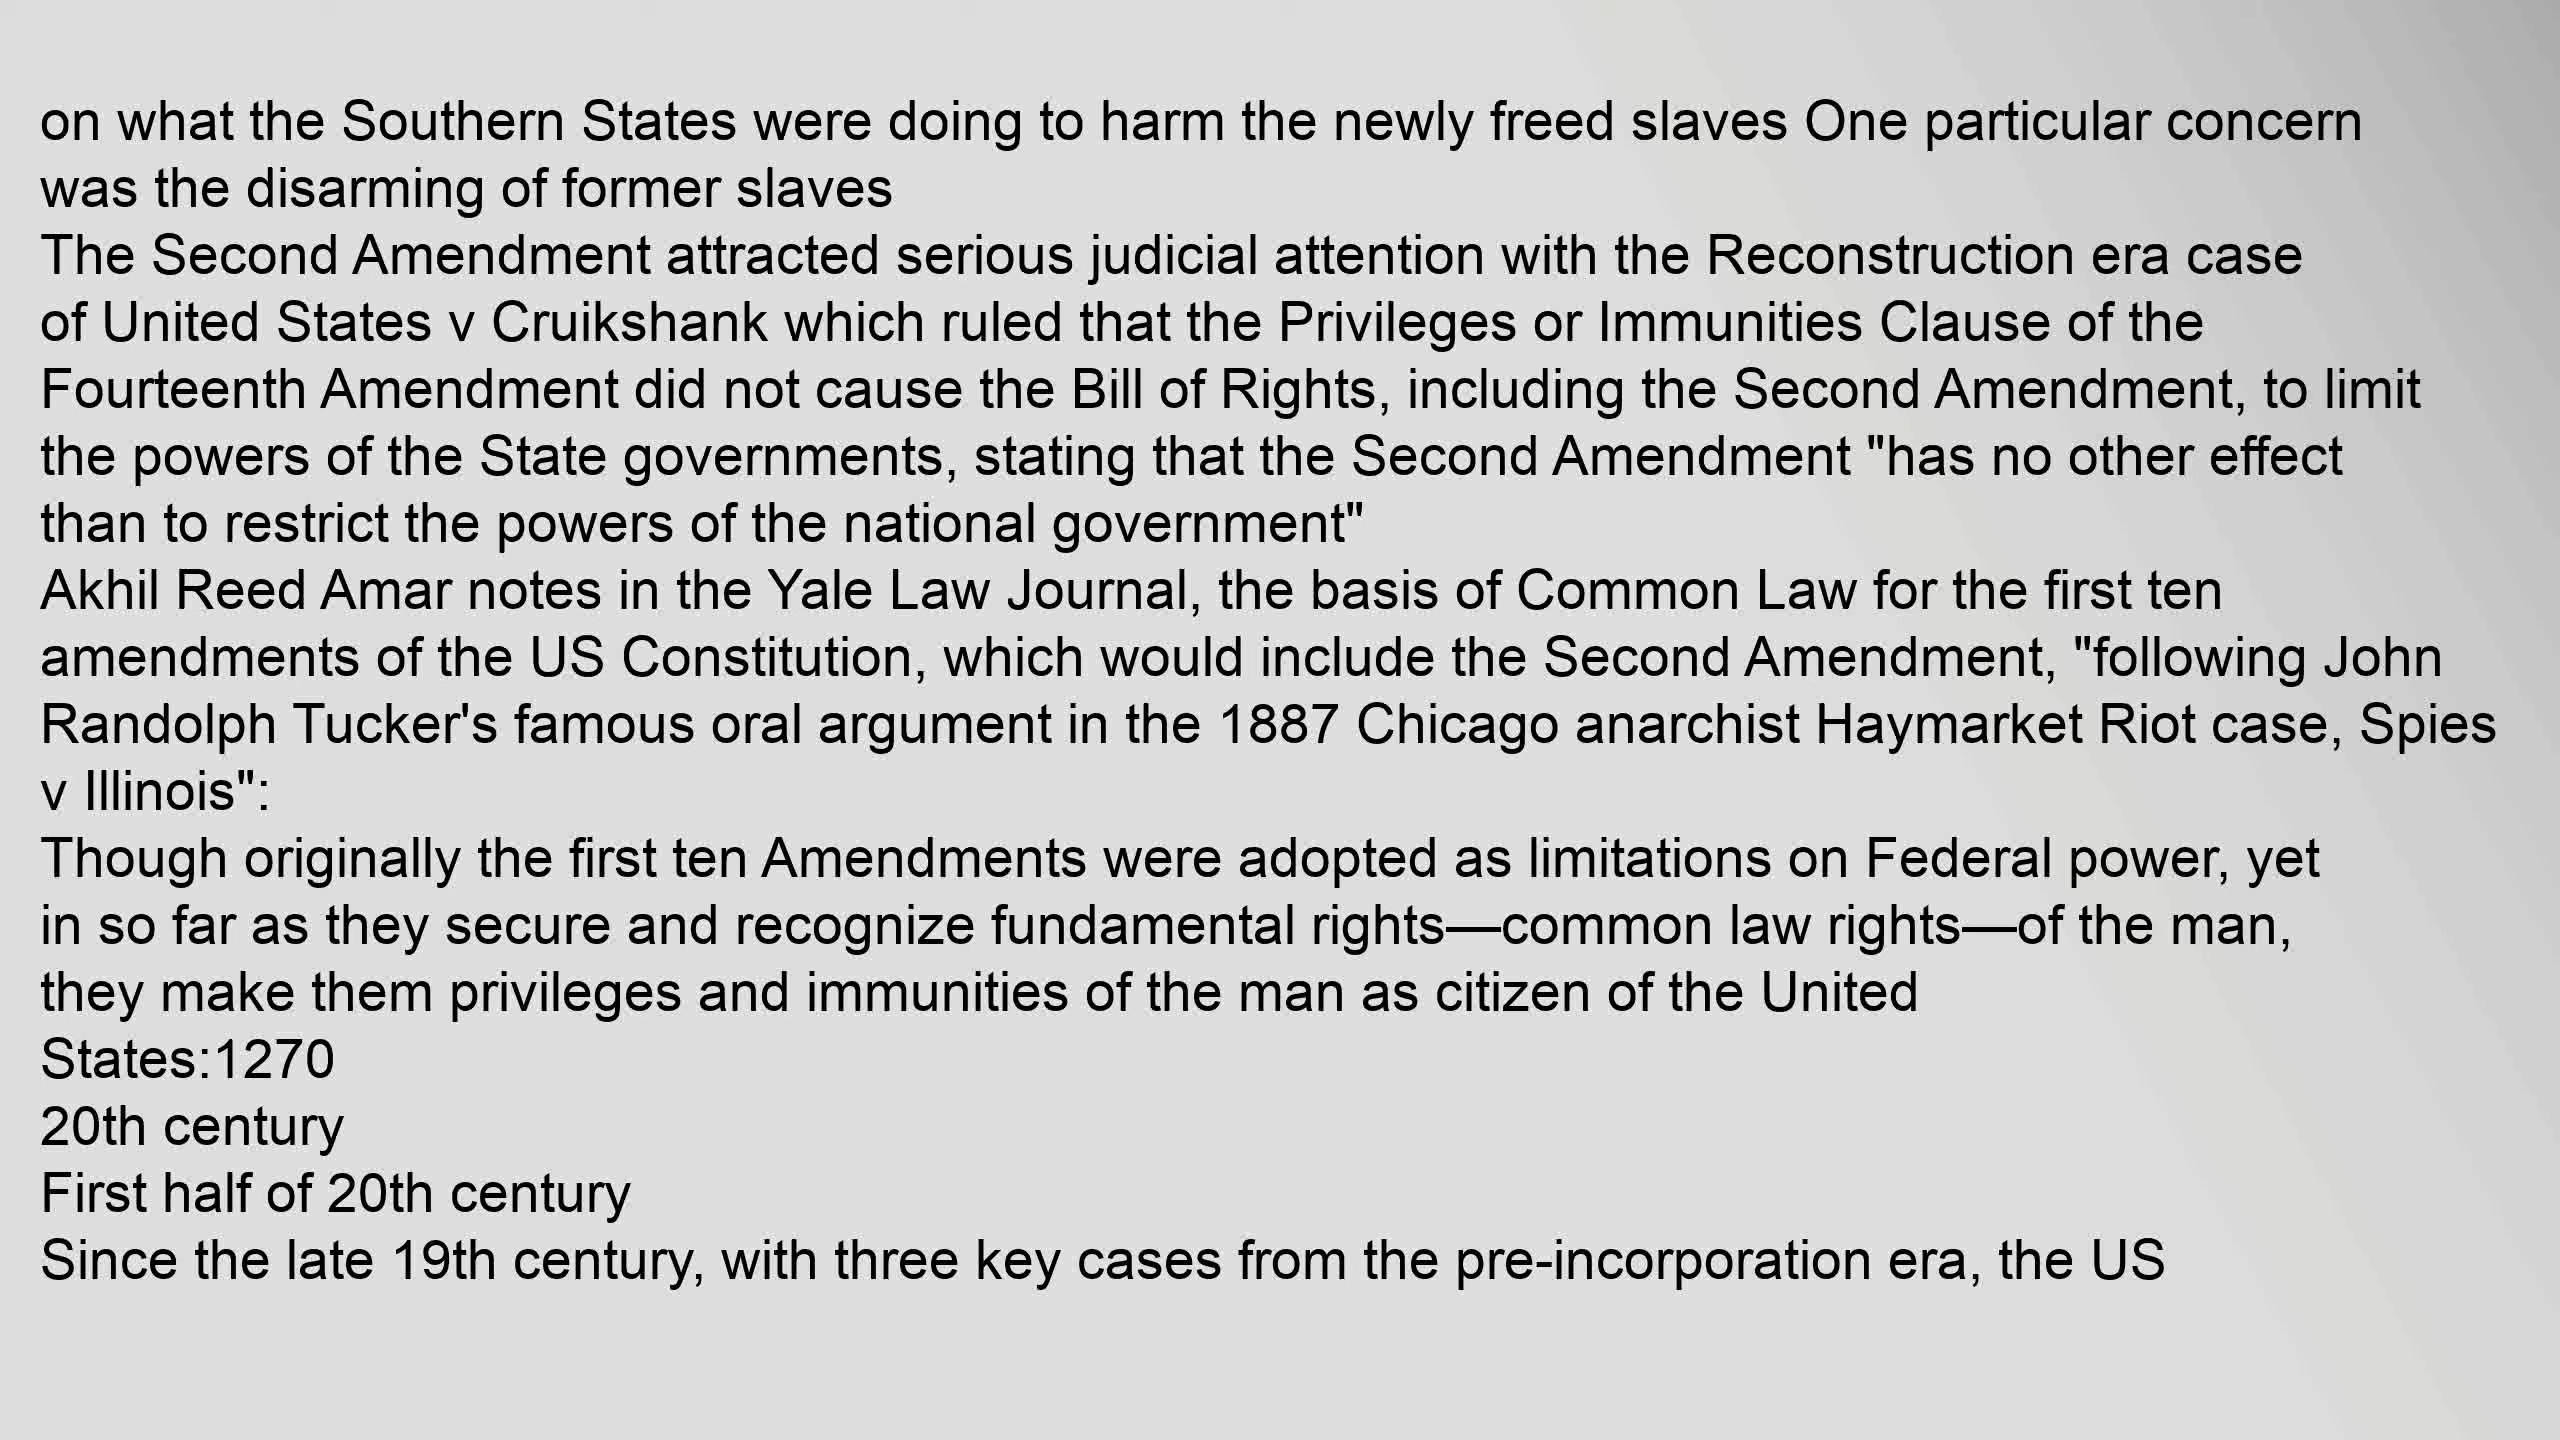 on what the Southern States were doing to harm the newly freed slaves One particular concern
was the disarming of former slaves
The Second Amendment attracted serious judicial attention with the Reconstruction era case
of United States v Cruikshank which ruled that the Privileges or Immunities Clause of the
Fourteenth Amendment did not cause the Bill of Rights, including the Second Amendment, to limit
the powers of the State governments, stating that the Second Amendment "has no other effect
than to restrict the powers of the national government"
Akhil Reed Amar notes in the Yale Law Journal, the basis of Common Law for the first ten
amendments of the US Constitution, which would include the Second Amendment, "following John
Randolph Tucker's famous oral argument in the 1887 Chicago anarchist Haymarket Riot case, Spies
v Illinois":
Though originally the first ten Amendments were adopted as limitations on Federal power, yet
in so far as they secure and recognize fundamental rights—common law rights—of the man,
they make them privileges and immunities of the man as citizen of the United
States:1270
20th century
First half of 20th century
Since the late 19th century, with three key cases from the pre-incorporation era, the US